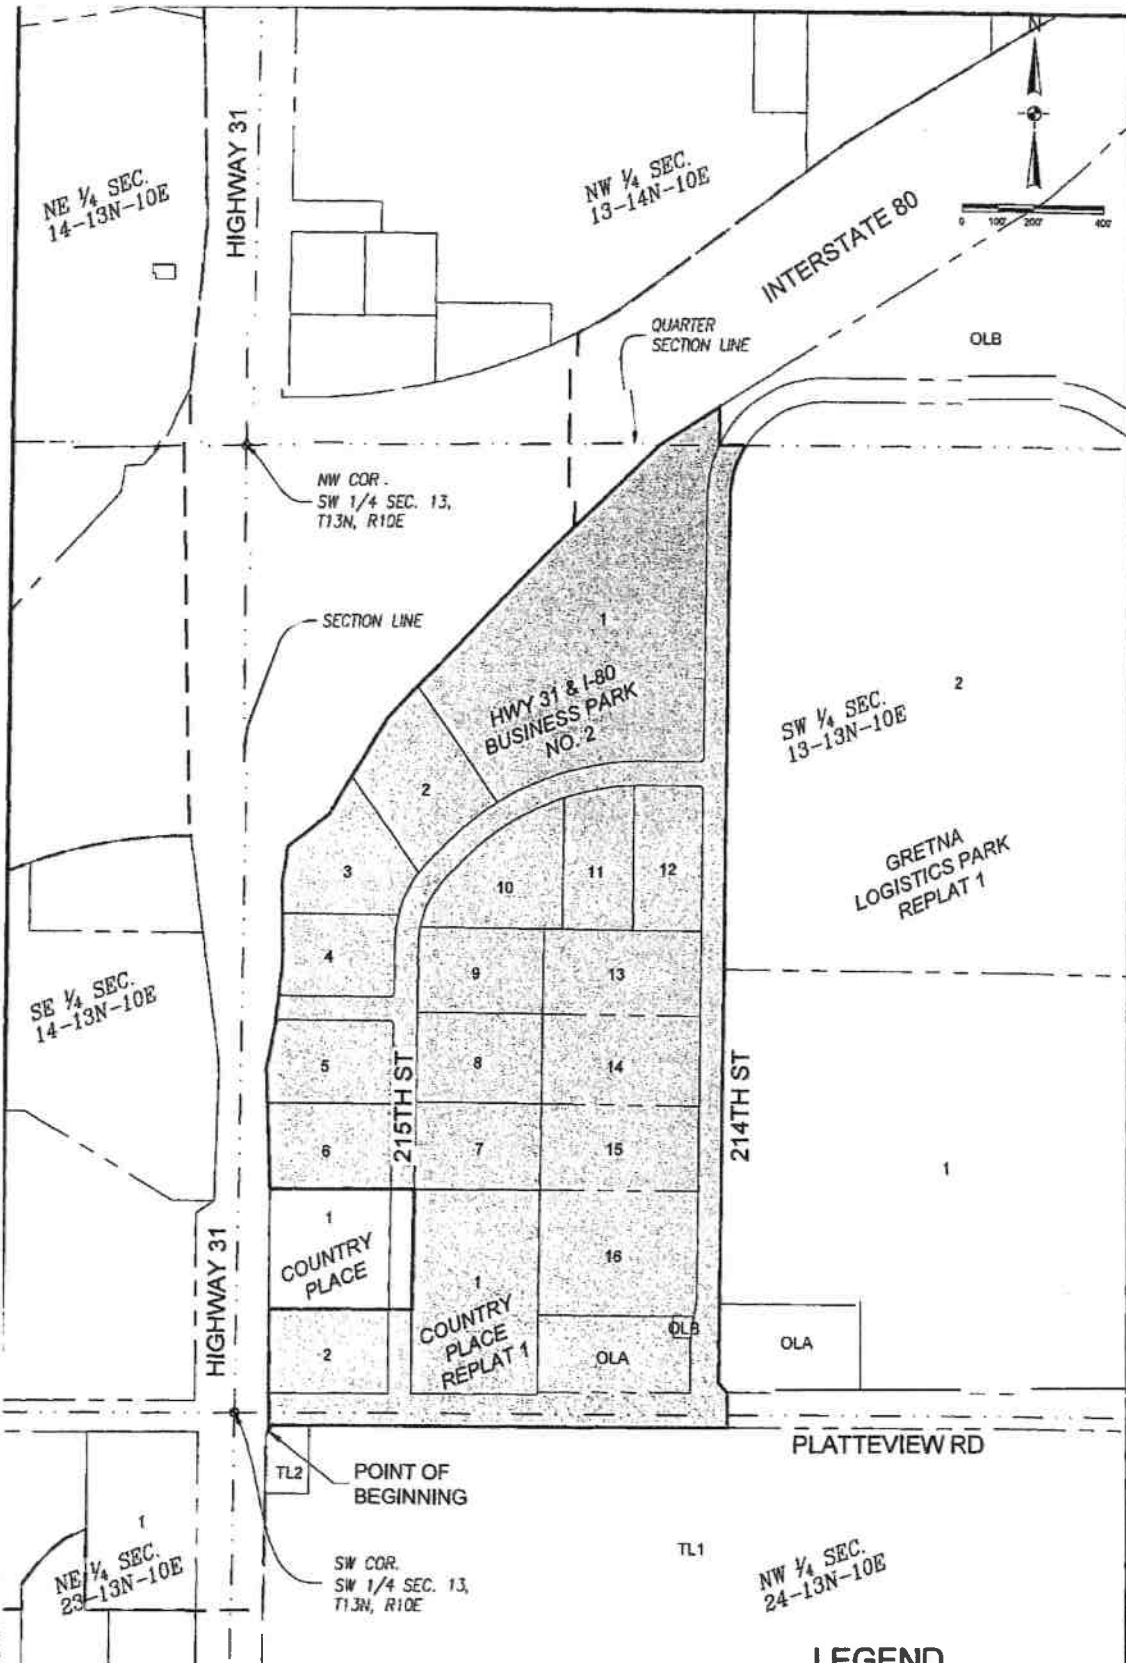 N
HIGHWAY 31
NE ¼ SEC.
14-13N-10E
NW ¼ SEC.
13-14N-10E
INTERSTATE 80
0 100' 200' 400'
QUARTER
SECTION LINE
OLB
NW COR.
SW 1/4 SEC. 13,
T13N, R10E
SECTION LINE
1
HWY 31 & I-80
BUSINESS PARK
NO. 2
2
SW ¼ SEC.
13-13N-10E
2
3
10
11
12
GRETNA
LOGISTICS PARK
REPLAT 1
4
9
13
SE ¼ SEC.
14-13N-10E
5
8
14
215TH ST
214TH ST
6
7
15
1
1
COUNTRY
PLACE
16
HIGHWAY 31
1
COUNTRY
PLACE
REPLAT 1
OLB
2
OLA
OLA
PLATTEVIEW RD
TL2
POINT OF
BEGINNING
1
NE ¼ SEC.
23-13N-10E
SW COR.
SW 1/4 SEC. 13,
T13N, R10E
TL1
NW ¼ SEC.
24-13N-10E
LEGEND